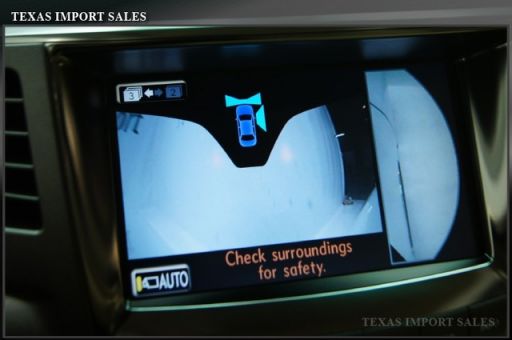 TEXAS IMPORT SALES
3 2
Check surroundings
for safety.
AUTO
TEXAS IMPORT SALES